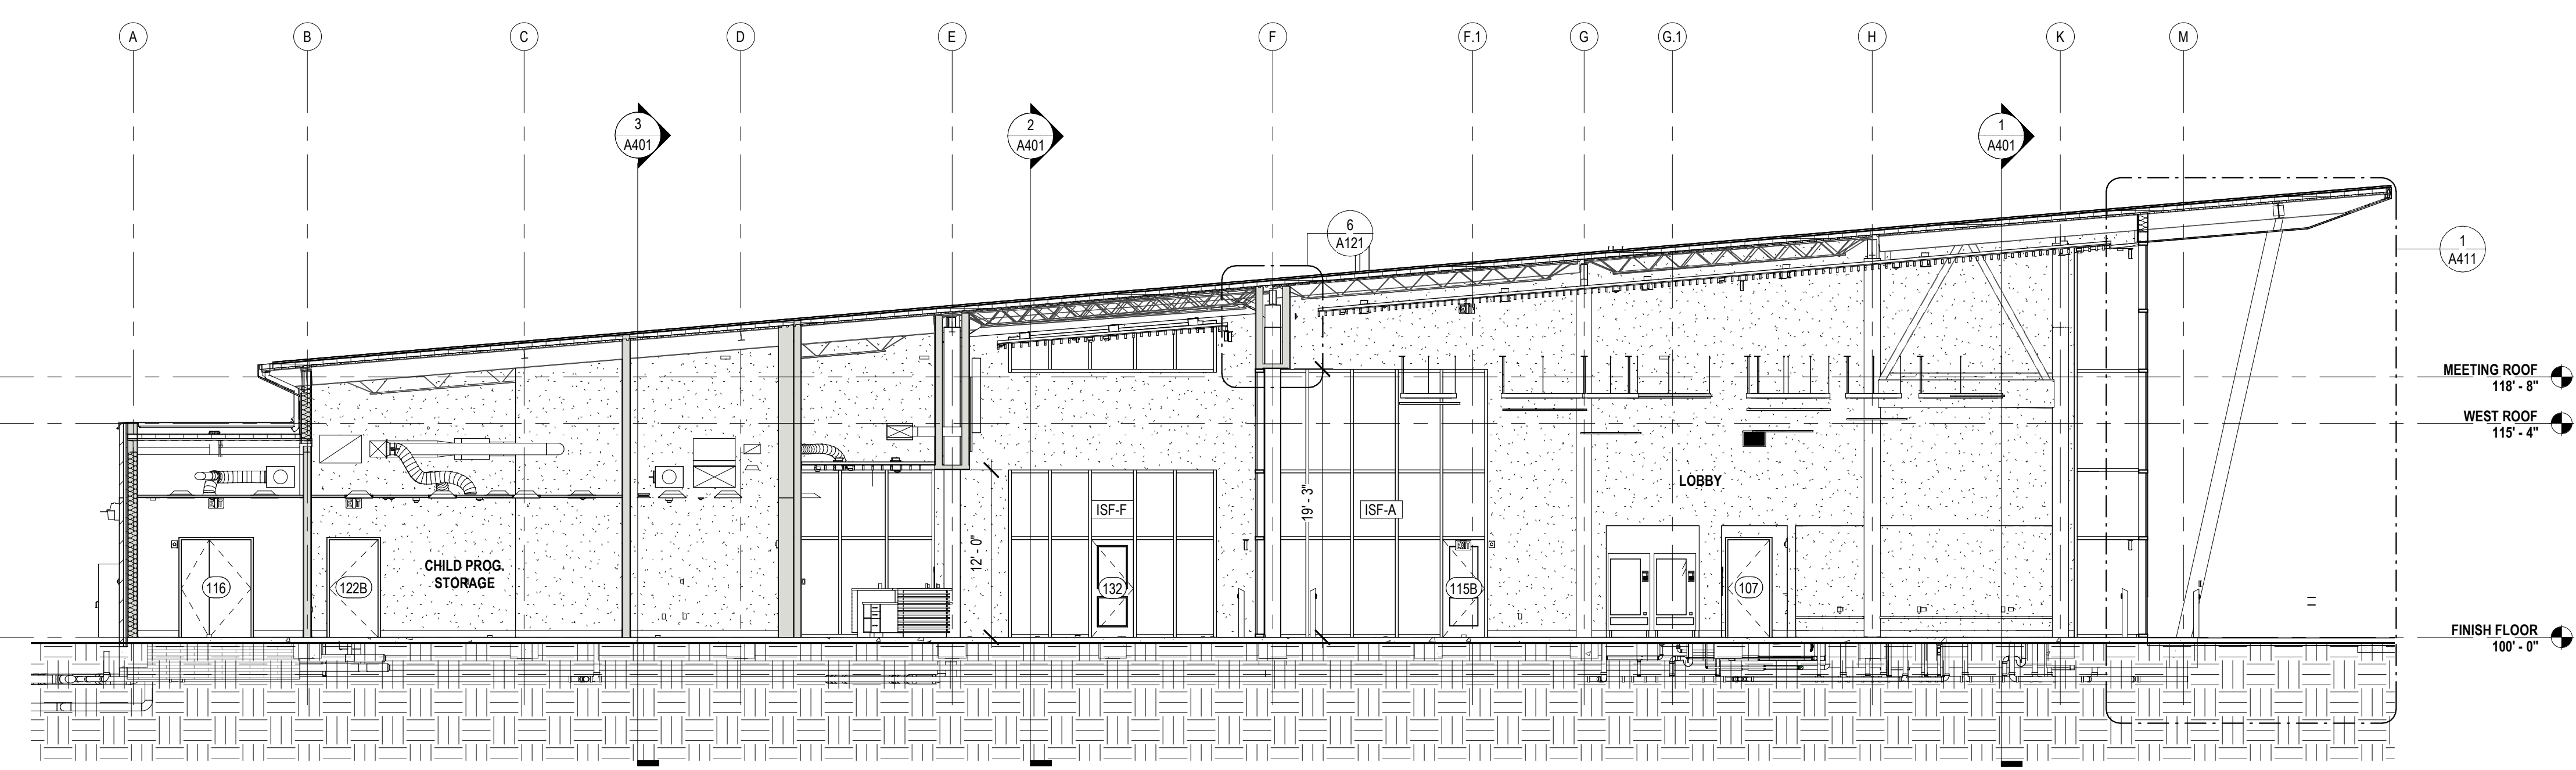 A
B
C
D
E
F
F.1
G
G.1
H
K
M
3
A401
2
A401
1
A401
6
A121
1
A411
MEETING ROOF
118' - 8"
WEST ROOF
115' - 4"
LOBBY
19' - 3"
ISF-F
ISF-A
12' - 0"
CHILD PROG.
STORAGE
116
122B
132
115B
107
FINISH FLOOR
100' - 0"